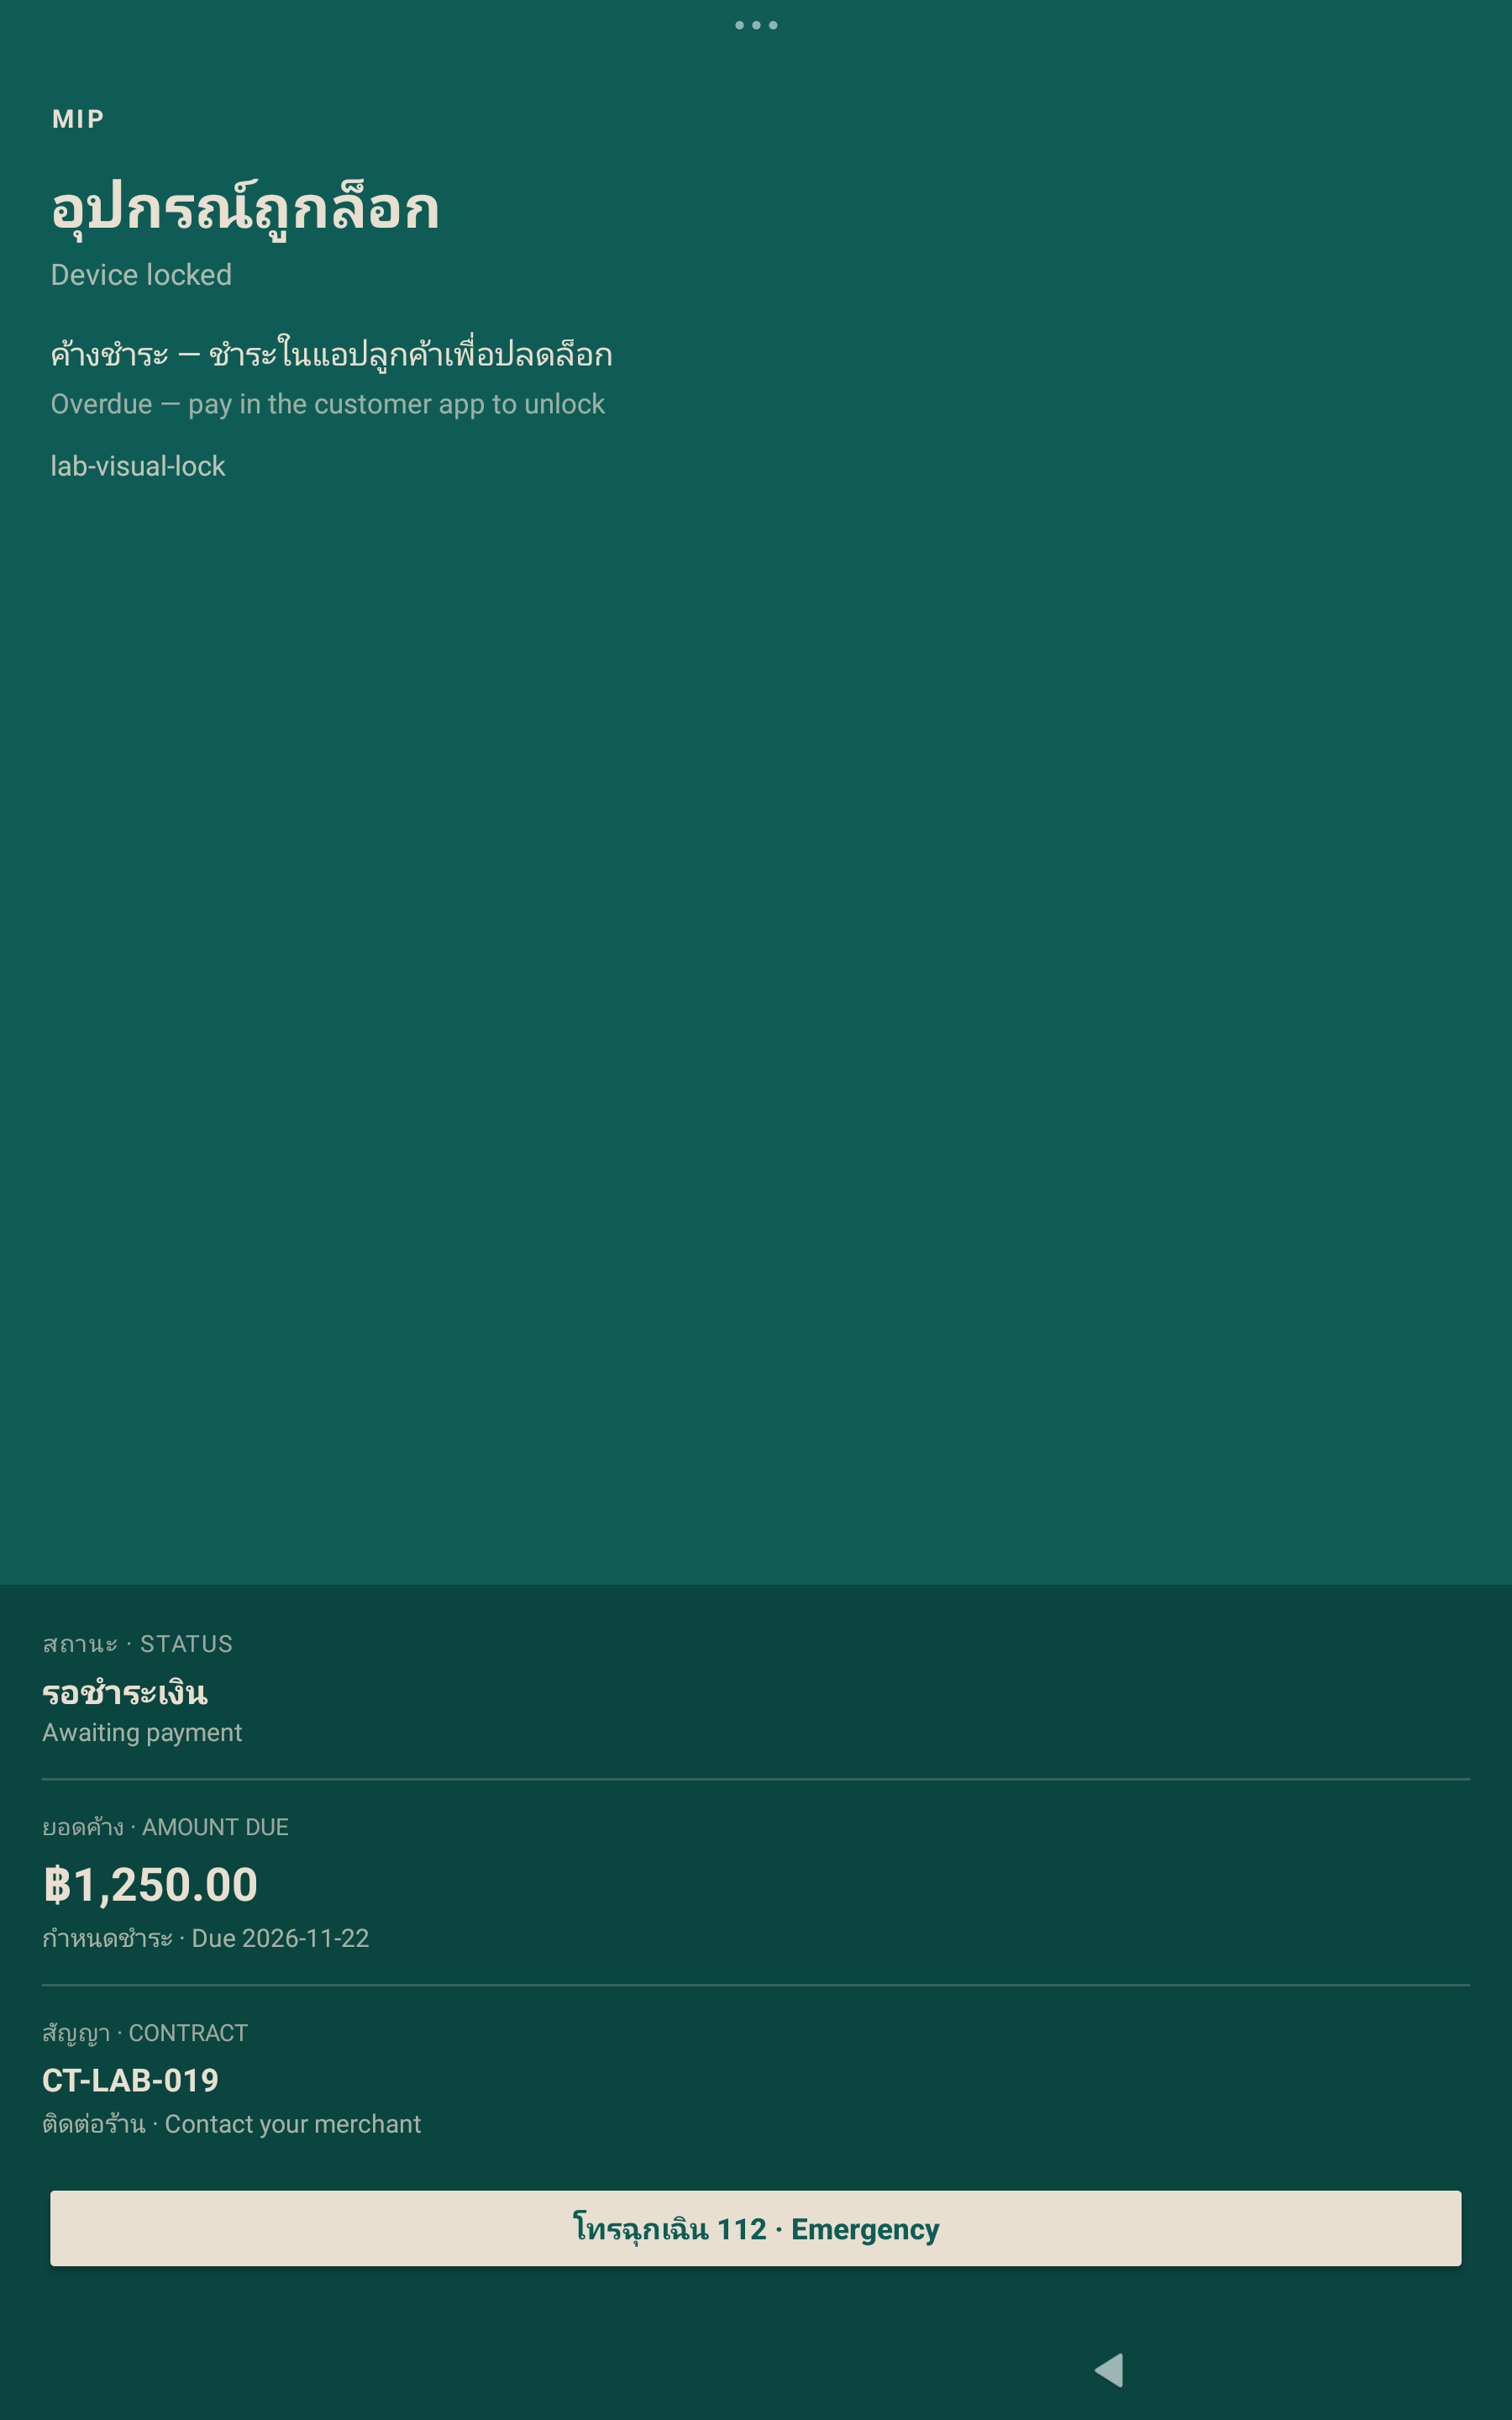 MIP
อุปกรณ์ถูกล็อก
Device locked
ค้างชำระ — ชำระในแอปลูกค้าเพื่อปลดล็อก
Overdue — pay in the customer app to unlock
lab-visual-lock
สถานะ · STATUS
รอชำระเงิน
Awaiting payment
ยอดค้าง · AMOUNT DUE
฿1,250.00
กำหนดชำระ · Due 2026-11-22
สัญญา · CONTRACT
CT-LAB-019
ติดต่อร้าน · Contact your merchant
โทรฉุกเฉิน 112 · Emergency